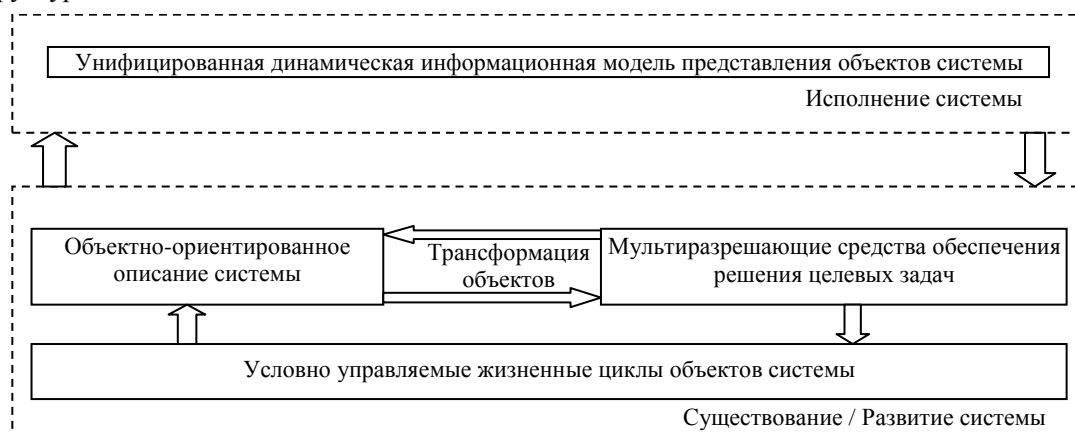 Унифицированная динамическая информационная модель представления объектов системы
Исполнение системы
Объектно-ориентированное
описание системы
Трансформация
объектов
Мультиразрешающие средства обеспечения
решения целевых задач
Условно управляемые жизненные циклы объектов системы
Существование / Развитие системы